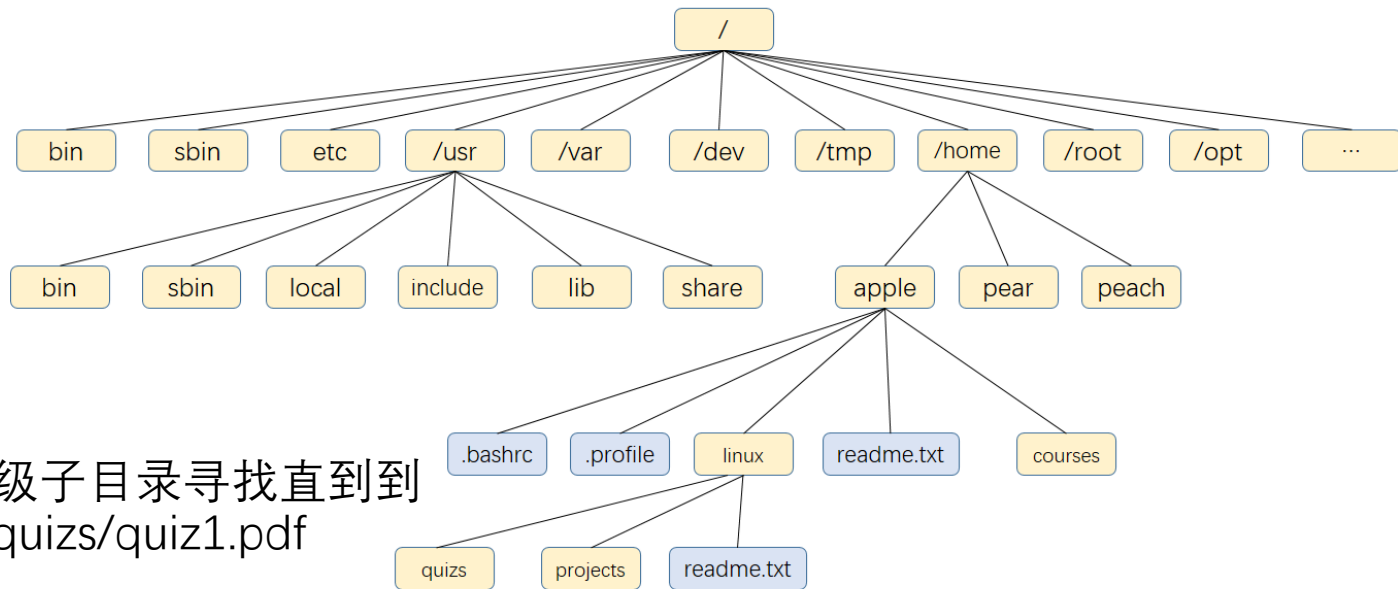 /
bin sbin etc /usr /var /dev /tmp /home /root /opt ...
bin sbin local include lib share apple pear peach
.bashrc .profile linux readme.txt courses
级子目录寻找直到到
quizs/quiz1.pdf
quizs projects readme.txt